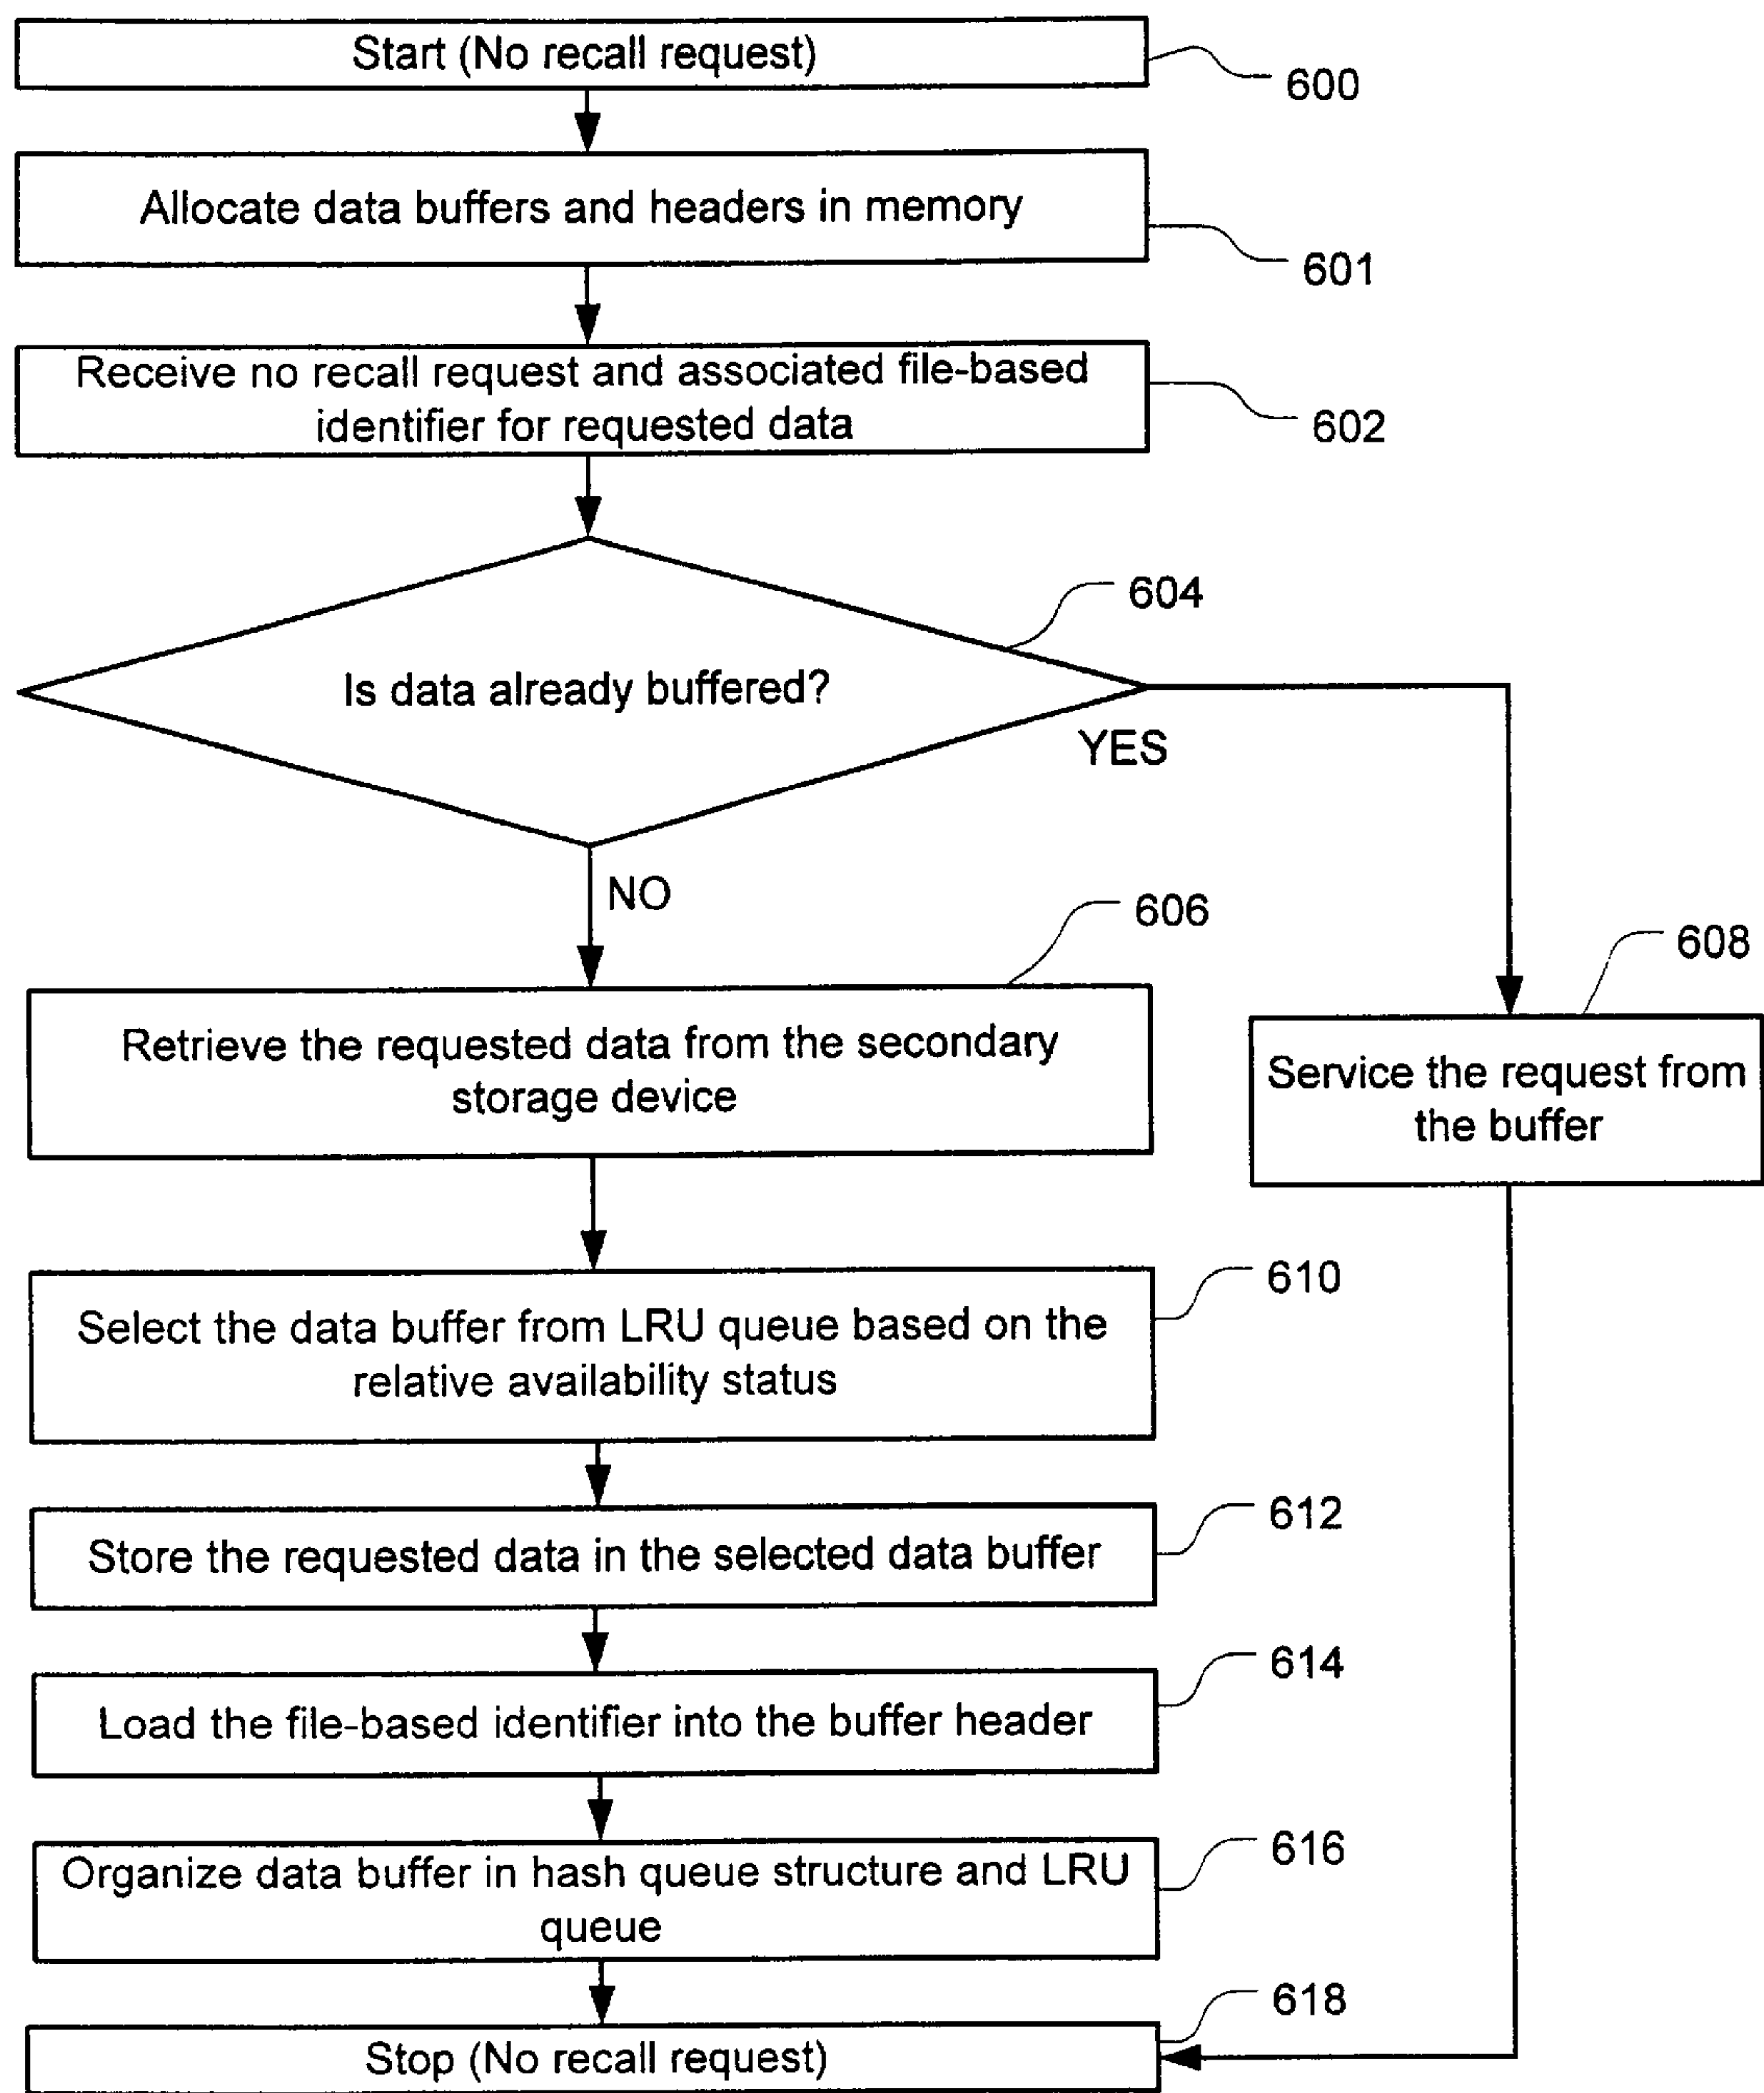 Start (No recall request)
600
Allocate data buffers and headers in memory
601
Receive no recall request and associated file-based
identifier for requested data
602
604
Is data already buffered?
YES
NO
606
608
Retrieve the requested data from the secondary
storage device
Service the request from
the buffer
610
Select the data buffer from LRU queue based on the
relative availability status
612
Store the requested data in the selected data buffer
614
Load the file-based identifier into the buffer header
616
Organize data buffer in hash queue structure and LRU
queue
618
Stop (No recall request)